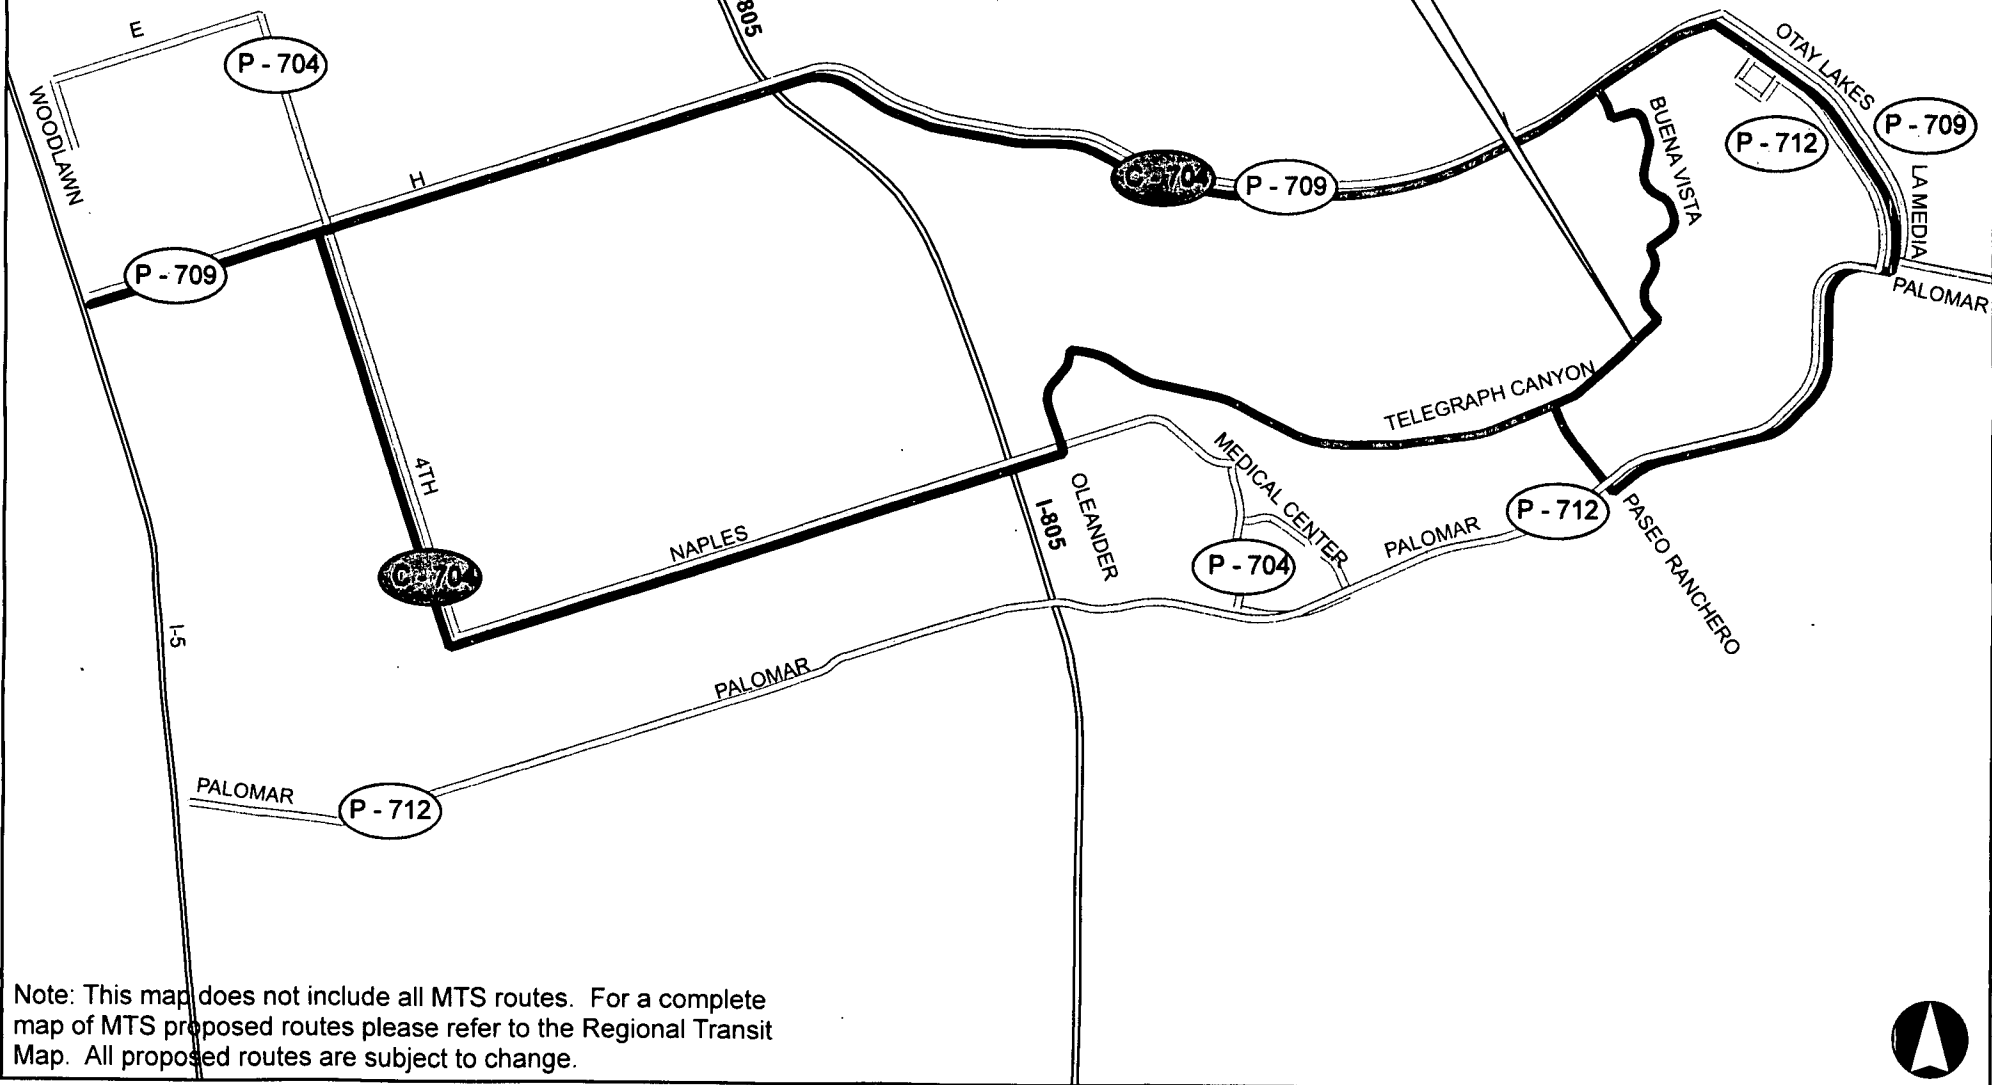 E
P - 704
805
WOODLAWN
H
P - 709
C - 704
P - 709
OTAY LAKES
P - 709
P - 712
BUENA VISTA
LA MEDIA
PALOMAR
TELEGRAPH CANYON
4TH
NAPLES
C - 704
I-805
OLEANDER
MEDICAL CENTER
P - 704
PALOMAR
P - 712
PASEO RANCHERO
I-5
PALOMAR
PALOMAR
P - 712
Note: This map does not include all MTS routes. For a complete
map of MTS proposed routes please refer to the Regional Transit
Map. All proposed routes are subject to change.